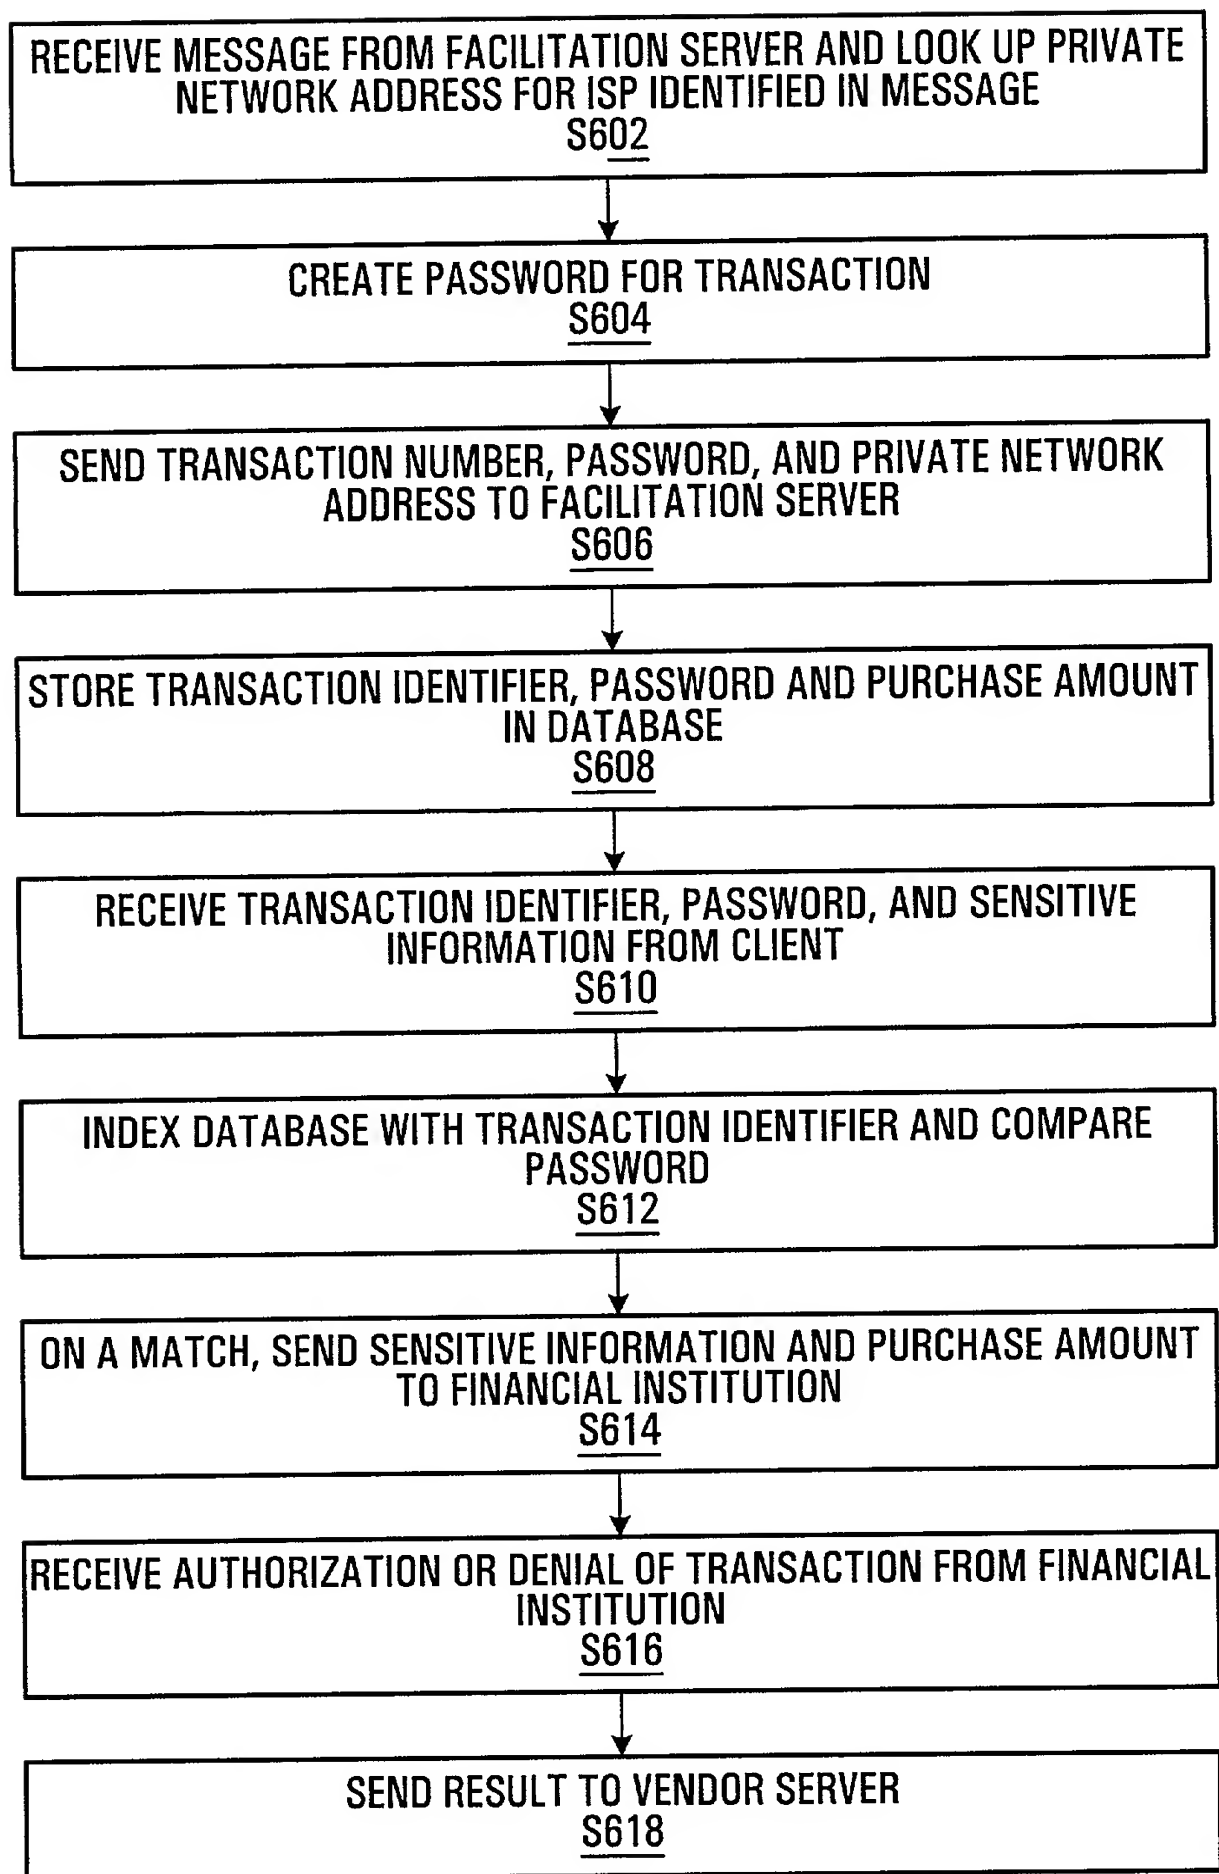 RECEIVE MESSAGE FROM FACILITATION SERVER AND LOOK UP PRIVATE
NETWORK ADDRESS FOR ISP IDENTIFIED IN MESSAGE
S602
CREATE PASSWORD FOR TRANSACTION
S604
SEND TRANSACTION NUMBER, PASSWORD, AND PRIVATE NETWORK
ADDRESS TO FACILITATION SERVER
S606
STORE TRANSACTION IDENTIFIER, PASSWORD AND PURCHASE AMOUNT
IN DATABASE
S608
RECEIVE TRANSACTION IDENTIFIER, PASSWORD, AND SENSITIVE
INFORMATION FROM CLIENT
S610
INDEX DATABASE WITH TRANSACTION IDENTIFIER AND COMPARE
PASSWORD
S612
ON A MATCH, SEND SENSITIVE INFORMATION AND PURCHASE AMOUNT
TO FINANCIAL INSTITUTION
S614
RECEIVE AUTHORIZATION OR DENIAL OF TRANSACTION FROM FINANCIAL
INSTITUTION
S616
SEND RESULT TO VENDOR SERVER
S618